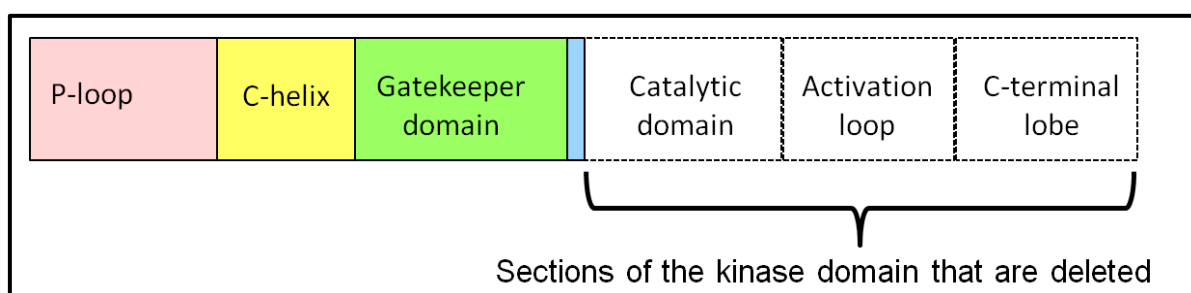 P-loop
C-helix
Gatekeeper
domain
Catalytic
domain
Activation
loop
C-terminal
lobe
Sections of the kinase domain that are deleted